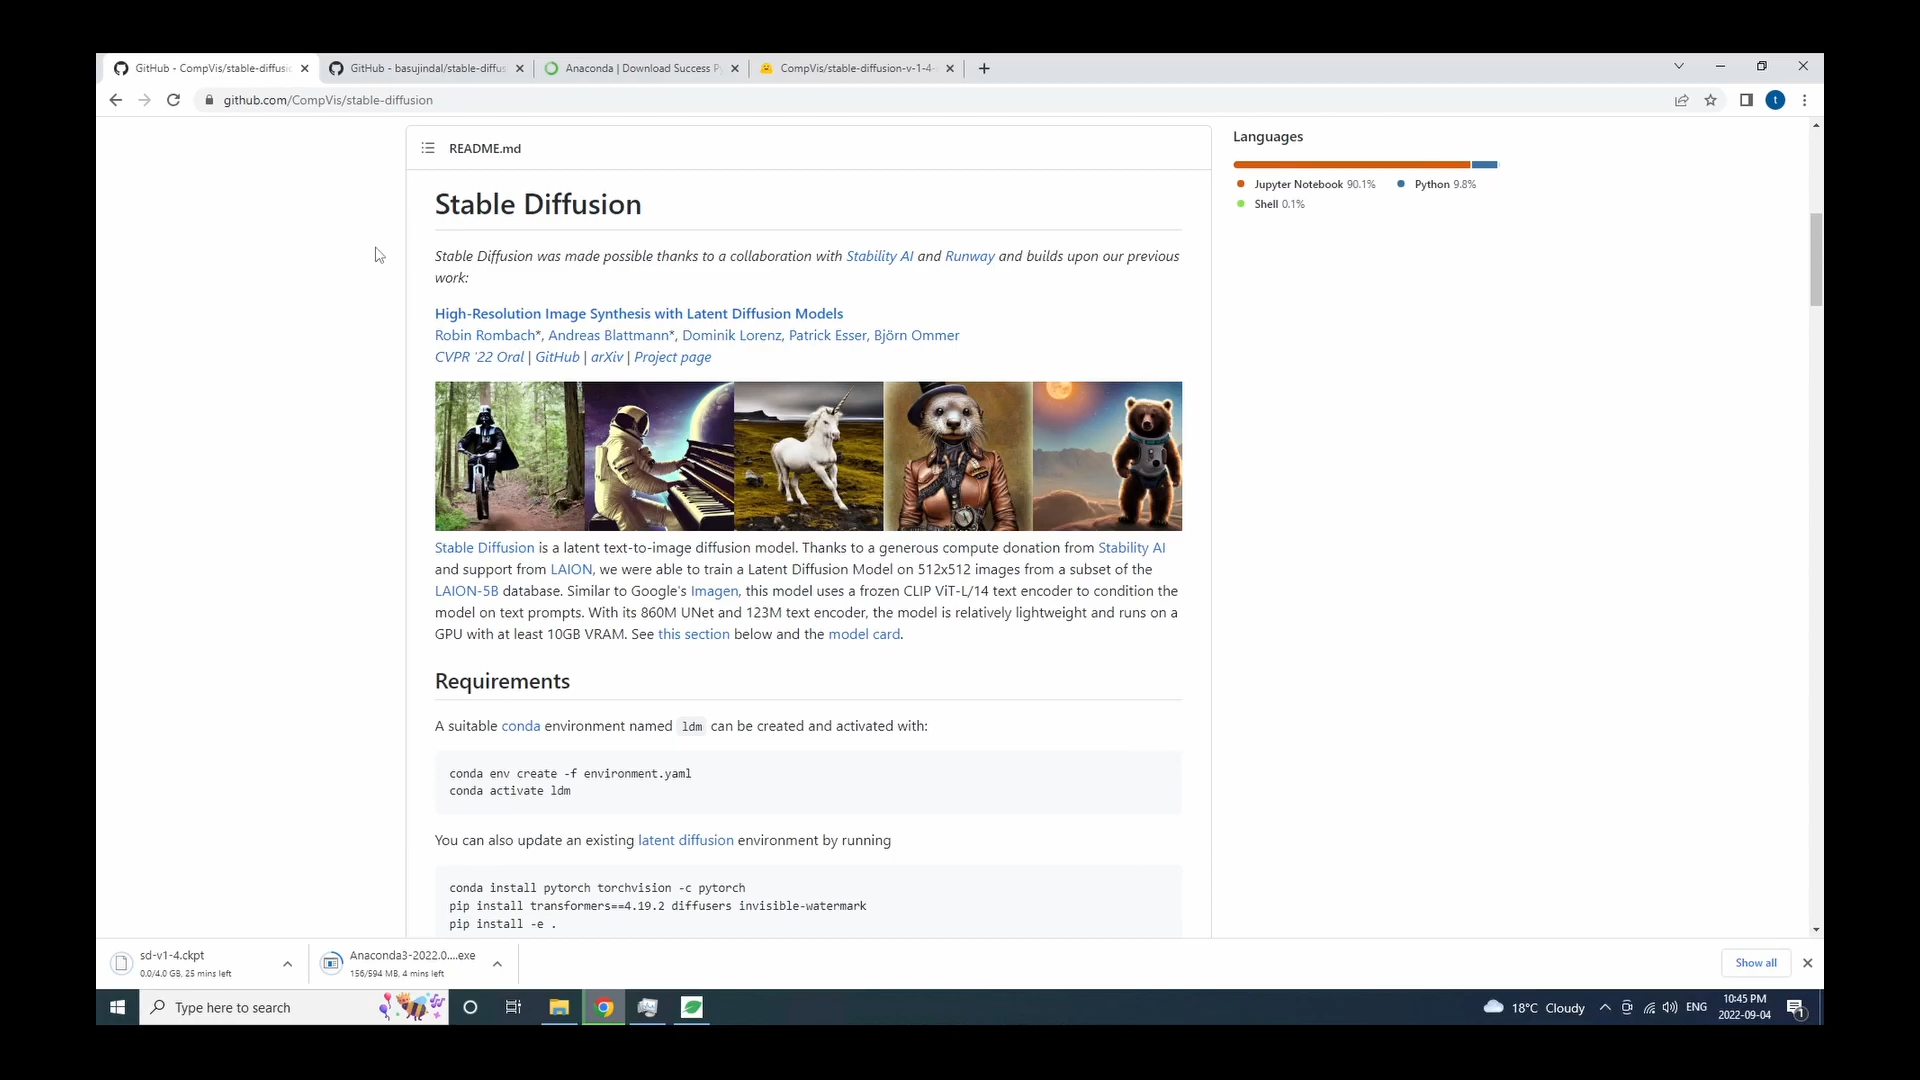 GitHub - CompVis/stable-diffusi
GitHub - basujindal/stable-diffus
Anaconda | Download Success P
CompVis/stable-diffusion-v-1-4-
github.com/CompVis/stable-diffusion
t
README.md
Languages
Jupyter Notebook 90.1%
Python 9.8%
Shell 0.1%
Stable Diffusion
Stable Diffusion was made possible thanks to a collaboration with Stability AI and Runway and builds upon our previous
work:
High-Resolution Image Synthesis with Latent Diffusion Models
Robin Rombach*, Andreas Blattmann*, Dominik Lorenz, Patrick Esser, Björn Ommer
CVPR '22 Oral | GitHub | arXiv | Project page
Stable Diffusion is a latent text-to-image diffusion model. Thanks to a generous compute donation from Stability AI
and support from LAION, we were able to train a Latent Diffusion Model on 512x512 images from a subset of the
LAION-5B database. Similar to Google's Imagen, this model uses a frozen CLIP ViT-L/14 text encoder to condition the
model on text prompts. With its 860M UNet and 123M text encoder, the model is relatively lightweight and runs on a
GPU with at least 10GB VRAM. See this section below and the model card.
Requirements
A suitable conda environment named ldm can be created and activated with:
conda env create -f environment.yaml
conda activate ldm
You can also update an existing latent diffusion environment by running
conda install pytorch torchvision -c pytorch
pip install transformers==4.19.2 diffusers invisible-watermark
pip install -e .
sd-v1-4.ckpt
0.0/4.0 GB, 25 mins left
Anaconda3-2022.0....exe
156/594 MB, 4 mins left
Show all
Type here to search
18°C Cloudy
ENG
10:45 PM
2022-09-04
1